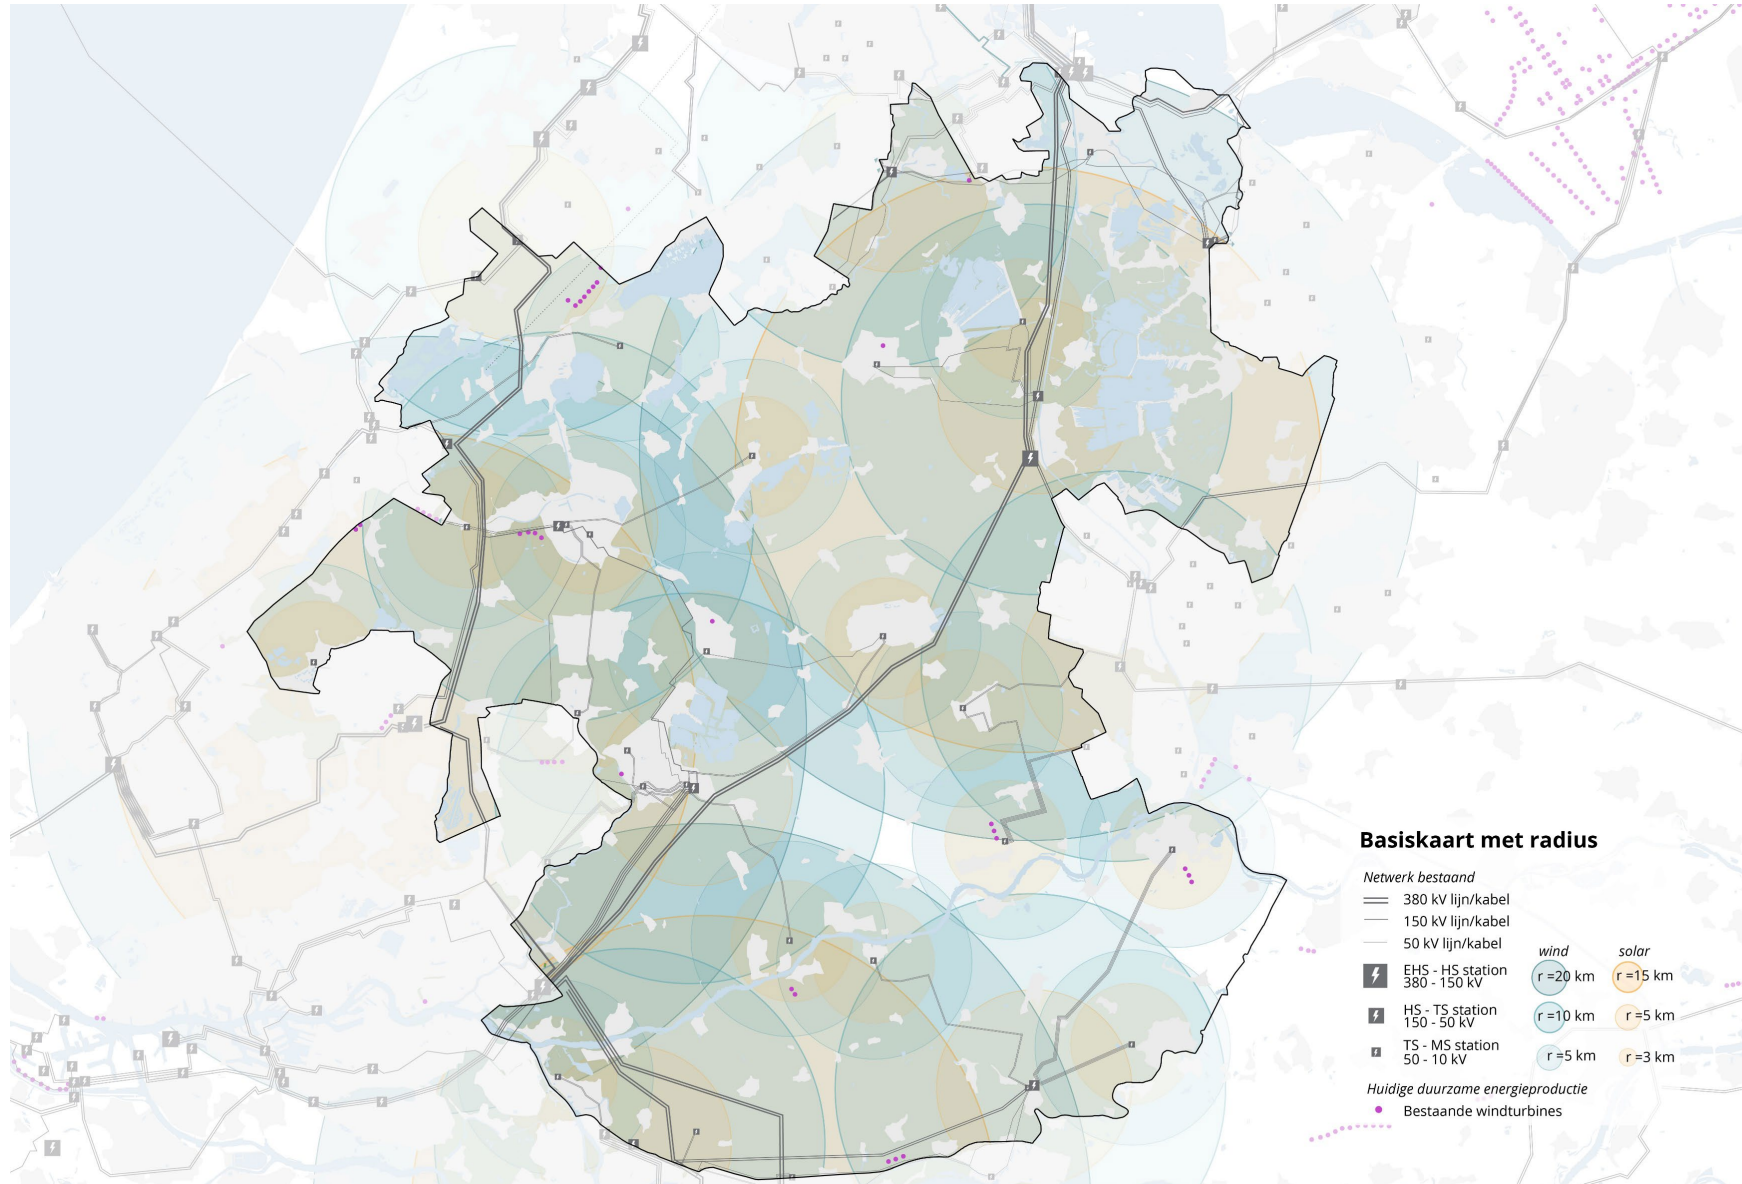 Basiskaart met radius
Netwerk bestaand
380 kV lijn/kabel
150 kV lijn/kabel
50 kV lijn/kabel
wind
solar
EHS - HS station
380 - 150 kV
r =20 km
r =15 km
HS - TS station
150 - 50 kV
r =10 km
r =5 km
TS - MS station
50 - 10 kV
r =5 km
r =3 km
Huidige duurzame energieproductie
Bestaande windturbines